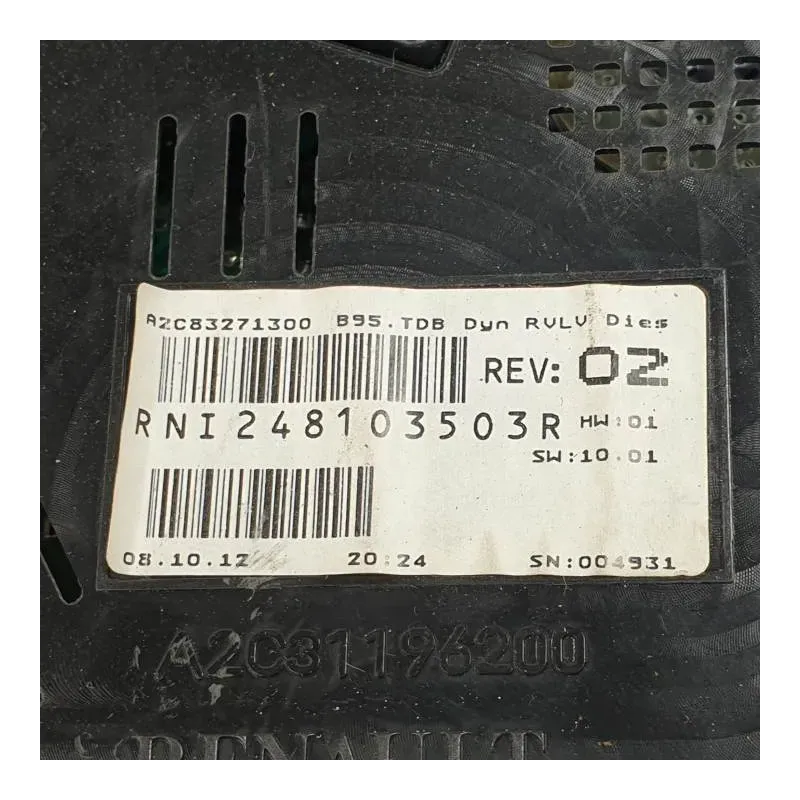 A2C83271300 B95.TDB Dyn RVLV Dies
REV: 02
RNI248103503R HW:01
SW:10.01
08.10.12 20:24 SN:004931
A2C31196200
RENAULT